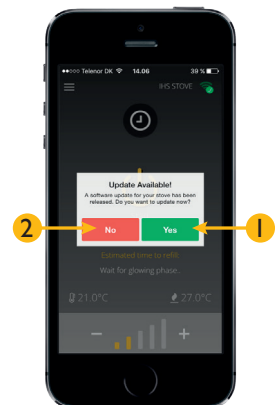 ●●○○○ Telenor DK 14.06 39 %
IHS STOVE
Update Available!
A software update for your stove has been
released. Do you want to update now?
2 No Yes 1
Estimated time to refill
Wait for glowing phase.
21.0°C 27.0°C
– +